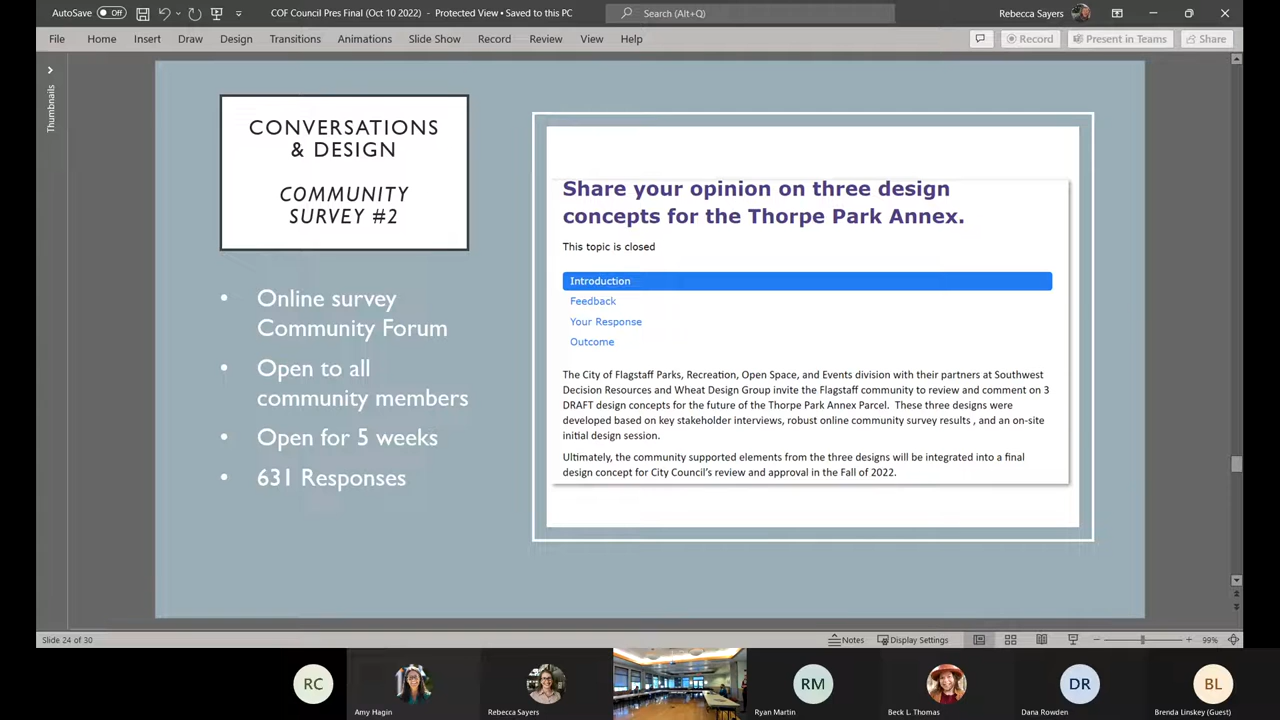 AutoSave Off
COF Council Pres Final (Oct 10 2022) - Protected View • Saved to this PC
Search (Alt+Q)
Rebecca Sayers
File Home Insert Draw Design Transitions Animations Slide Show Record Review View Help
Record Present in Teams Share
Thumbnails
CONVERSATIONS
& DESIGN
COMMUNITY
SURVEY #2
• Online survey
Community Forum
• Open to all
community members
• Open for 5 weeks
• 631 Responses
Share your opinion on three design
concepts for the Thorpe Park Annex.
This topic is closed
Introduction
Feedback
Your Response
Outcome
The City of Flagstaff Parks, Recreation, Open Space, and Events division with their partners at Southwest
Decision Resources and Wheat Design Group invite the Flagstaff community to review and comment on 3
DRAFT design concepts for the future of the Thorpe Park Annex Parcel. These three designs were
developed based on key stakeholder interviews, robust online community survey results , and an on-site
initial design session.
Ultimately, the community supported elements from the three designs will be integrated into a final
design concept for City Council's review and approval in the Fall of 2022.
Slide 24 of 30
Notes Display Settings 99%
RC
RM
DR
BL
Amy Hagin
Rebecca Sayers
Ryan Martin
Beck L. Thomas
Dana Rowden
Brenda Linskey (Guest)